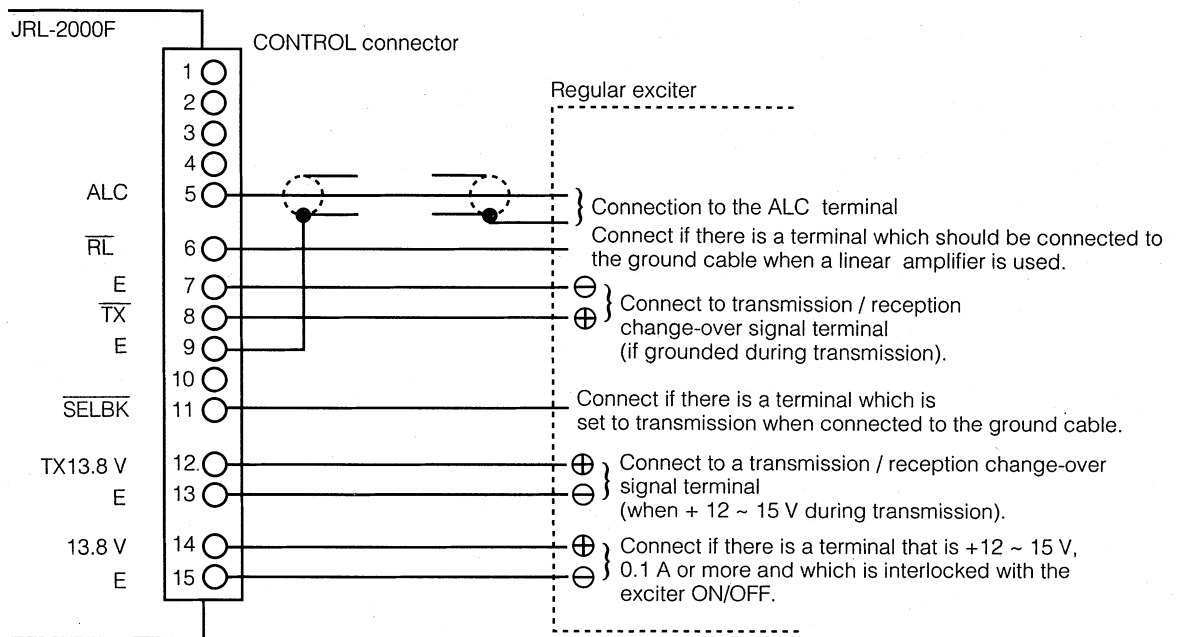 JRL-2000F
CONTROL connector
Regular exciter
1
2
3
4
ALC 5
Connection to the ALC terminal
RL 6
Connect if there is a terminal which should be connected to
the ground cable when a linear amplifier is used.
E 7 ⊖
TX 8 ⊕
Connect to transmission / reception
change-over signal terminal
(if grounded during transmission).
E 9
10
SELBK 11
Connect if there is a terminal which is
set to transmission when connected to the ground cable.
TX13.8 V 12. ⊕
E 13 ⊖
Connect to a transmission / reception change-over
signal terminal
(when + 12 ~ 15 V during transmission).
13.8 V 14 ⊕
E 15 ⊖
Connect if there is a terminal that is +12 ~ 15 V,
0.1 A or more and which is interlocked with the
exciter ON/OFF.